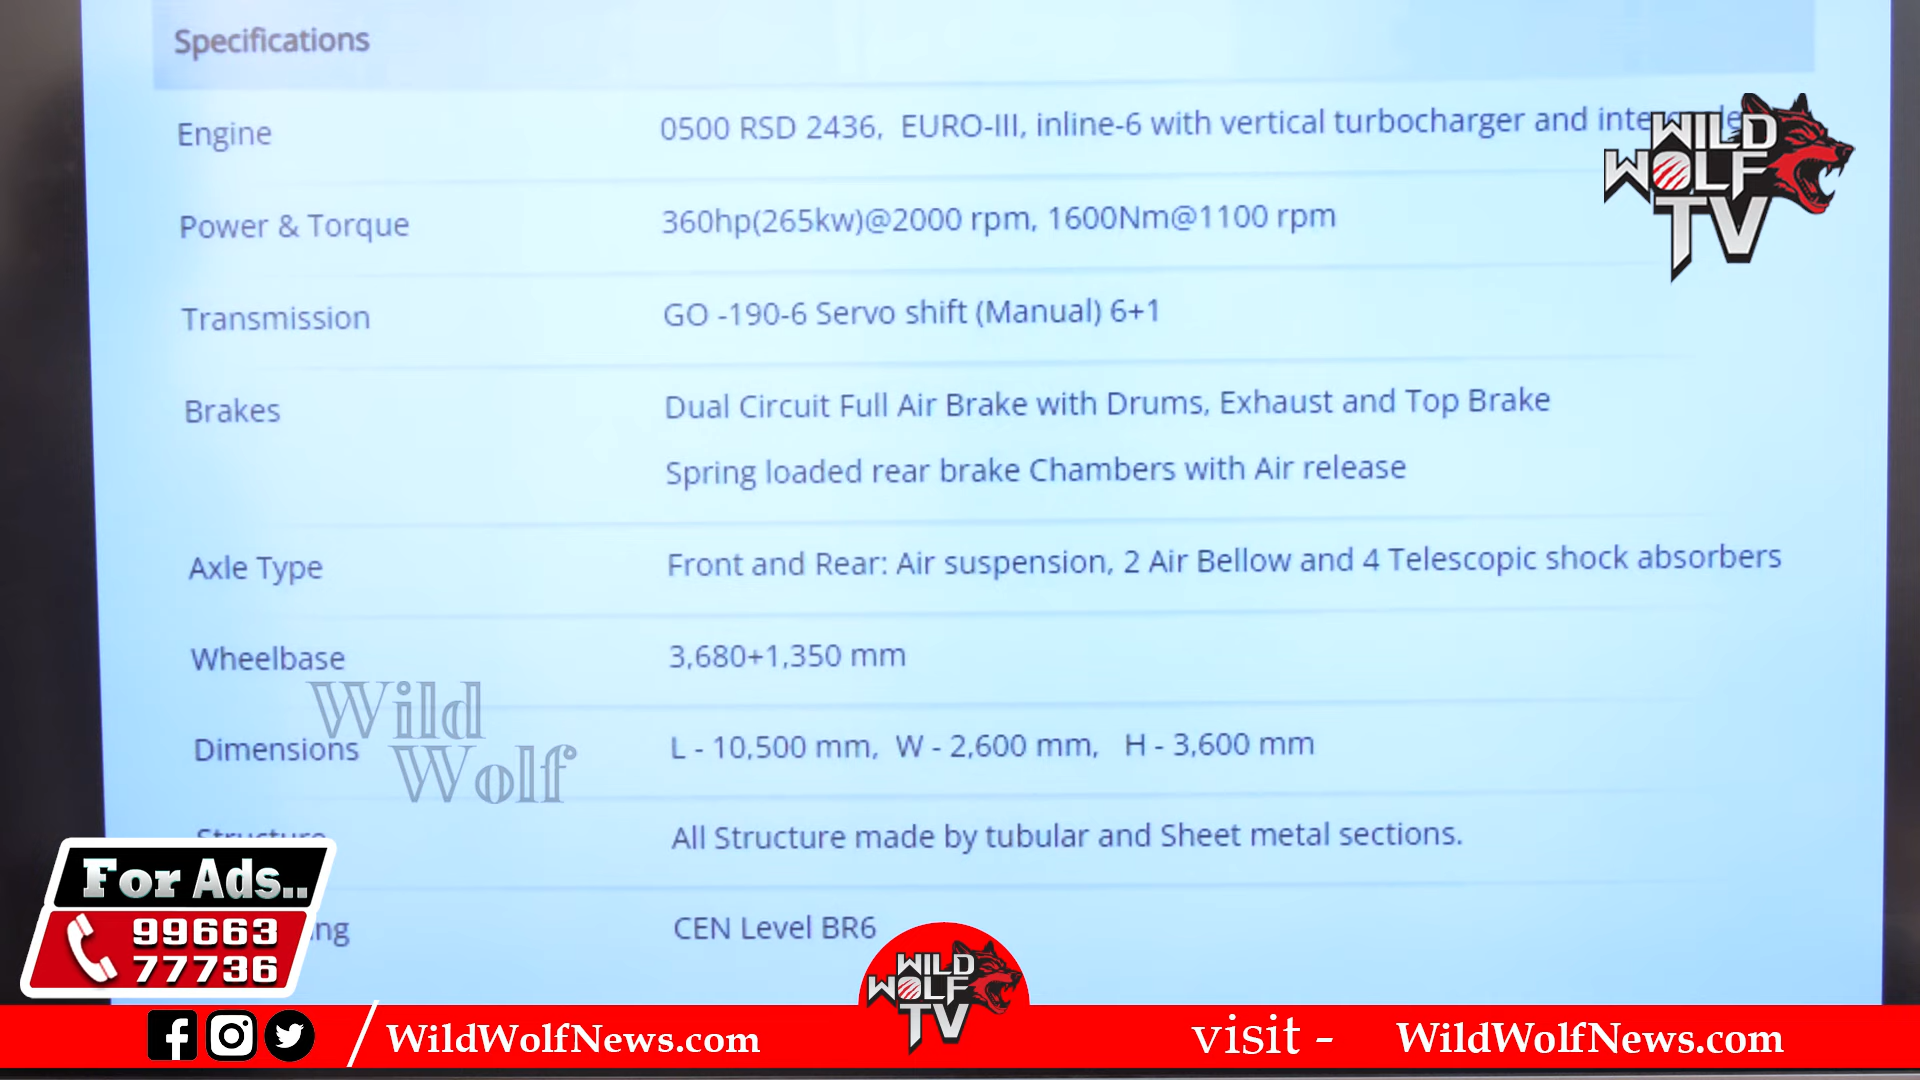 Specifications
Engine 0500 RSD 2436, EURO-III, inline-6 with vertical turbocharger and
WILD
WOLF
TV
Power & Torque 360hp(265kw)@2000 rpm, 1600Nm@1100 rpm
Transmission GO -190-6 Servo shift (Manual) 6+1
Brakes Dual Circuit Full Air Brake with Drums, Exhaust and Top Brake
Spring loaded rear brake Chambers with Air release
Axle Type Front and Rear: Air suspension, 2 Air Bellow and 4 Telescopic shock absorbers
Wheelbase 3,680+1,350 mm
Wild
Wolf
Dimensions L - 10,500 mm, W - 2,600 mm, H - 3,600 mm
Structure All Structure made by tubular and Sheet metal sections.
CEN Level BR6
For Ads..
99663
77736
WILD
WOLF
TV
WildWolfNews.com
visit - WildWolfNews.com